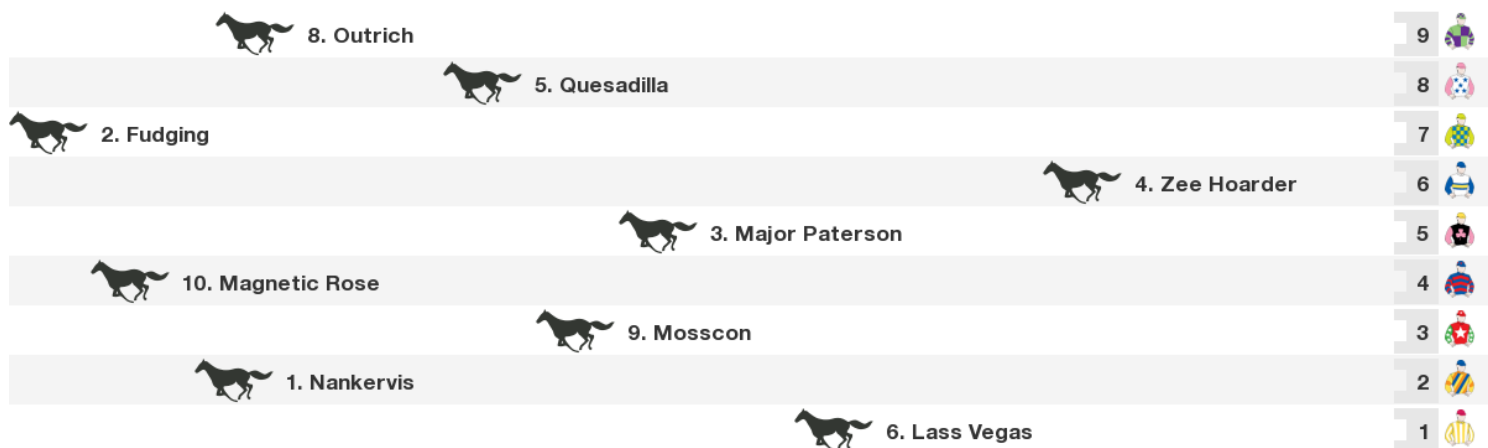 8. Outrich 9
5. Quesadilla 8
2. Fudging 7
4. Zee Hoarder 6
3. Major Paterson 5
10. Magnetic Rose 4
9. Mosscon 3
1. Nankervis 2
6. Lass Vegas 1